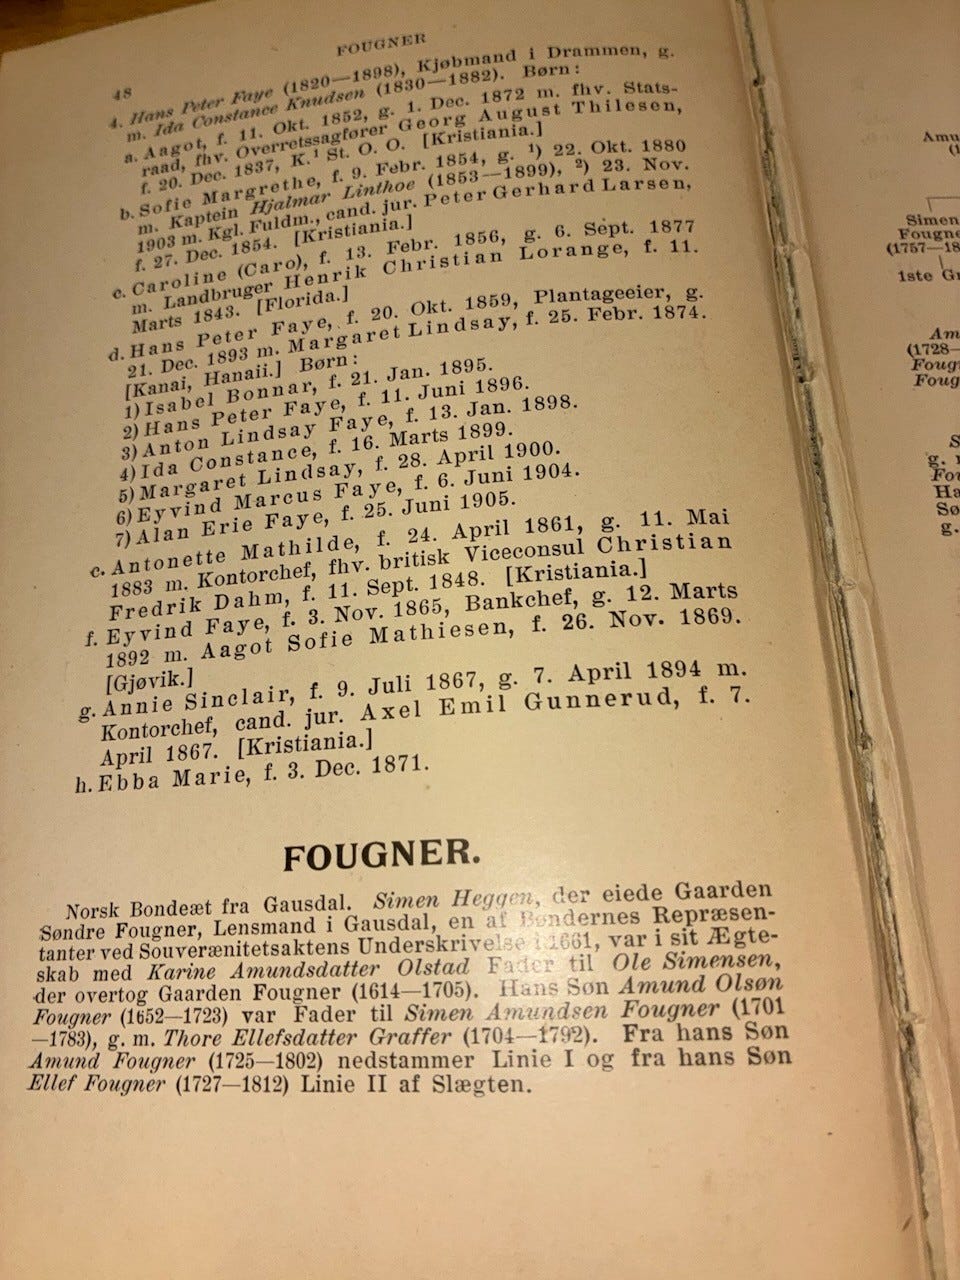 FOUGNER
48
4. Hans Peter Faye (1820—1898), Kjøbmand i Drammen, g.
m. Ida Constance Knudsen (1830—1882). Børn:
a. Aagot, f. 11. Okt. 1852, g. 1. Dec. 1872 m. fhv. Stats-
raad, fhv. Overretssagfører Georg August Thilesen,
f. 20. Dec. 1837, K.¹ St. O. O. [Kristiania.]
b. Sofie Margrethe, f. 9. Febr. 1854, g. ¹) 22. Okt. 1880
m. Kaptein Hjalmar Linthoe (1853—1899), ²) 23. Nov.
1903 m. Kgl. Fuldm., cand. jur. Peter Gerhard Larsen,
f. 27. Dec. 1854. [Kristiania.]
c. Caroline (Caro), f. 13. Febr. 1856, g. 6. Sept. 1877
m. Landbruger Henrik Christian Lorange, f. 11.
Marts 1843. [Florida.]
d. Hans Peter Faye, f. 20. Okt. 1859, Plantageeier, g.
21. Dec. 1893 m. Margaret Lindsay, f. 25. Febr. 1874.
[Kanai, Hanaii.] Børn:
1) Isabel Bonnar, f. 21. Jan. 1895.
2) Hans Peter Faye, f. 11. Juni 1896.
3) Anton Lindsay Faye, f. 13. Jan. 1898.
4) Ida Constance, f. 16. Marts 1899.
5) Margaret Lindsay, f. 28. April 1900.
6) Eyvind Marcus Faye, f. 6. Juni 1904.
7) Alan Erie Faye, f. 25. Juni 1905.
e. Antonette Mathilde, f. 24. April 1861, g. 11. Mai
1883 m. Kontorchef, fhv. britisk Viceconsul Christian
Fredrik Dahm, f. 11. Sept. 1848. [Kristiania.]
f. Eyvind Faye, f. 3. Nov. 1865, Bankchef, g. 12. Marts
1892 m. Aagot Sofie Mathiesen, f. 26. Nov. 1869.
[Gjøvik.]
g. Annie Sinclair, f. 9. Juli 1867, g. 7. April 1894 m.
Kontorchef, cand. jur. Axel Emil Gunnerud, f. 7.
April 1867. [Kristiania.]
h. Ebba Marie, f. 3. Dec. 1871.
FOUGNER.
Norsk Bondeæt fra Gausdal. Simen Heggen, der eiede Gaarden
Søndre Fougner, Lensmand i Gausdal, en af Bøndernes Repræsen-
tanter ved Souverænitetsaktens Underskrivelse i 1661, var i sit Ægte-
skab med Karine Amundsdatter Olstad Fader til Ole Simensen,
der overtog Gaarden Fougner (1614—1705). Hans Søn Amund Olsøn
Fougner (1652—1723) var Fader til Simen Amundsen Fougner (1701
—1783), g. m. Thore Ellefsdatter Graffer (1704—1792). Fra hans Søn
Amund Fougner (1725—1802) nedstammer Linie I og fra hans Søn
Ellef Fougner (1727—1812) Linie II af Slægten.
Amu
Simen
Fougne
(1757—18
1ste Gr
Am
(1728—
Fougn
Foug
S
g. m
Fou
Ha
Sø
g.